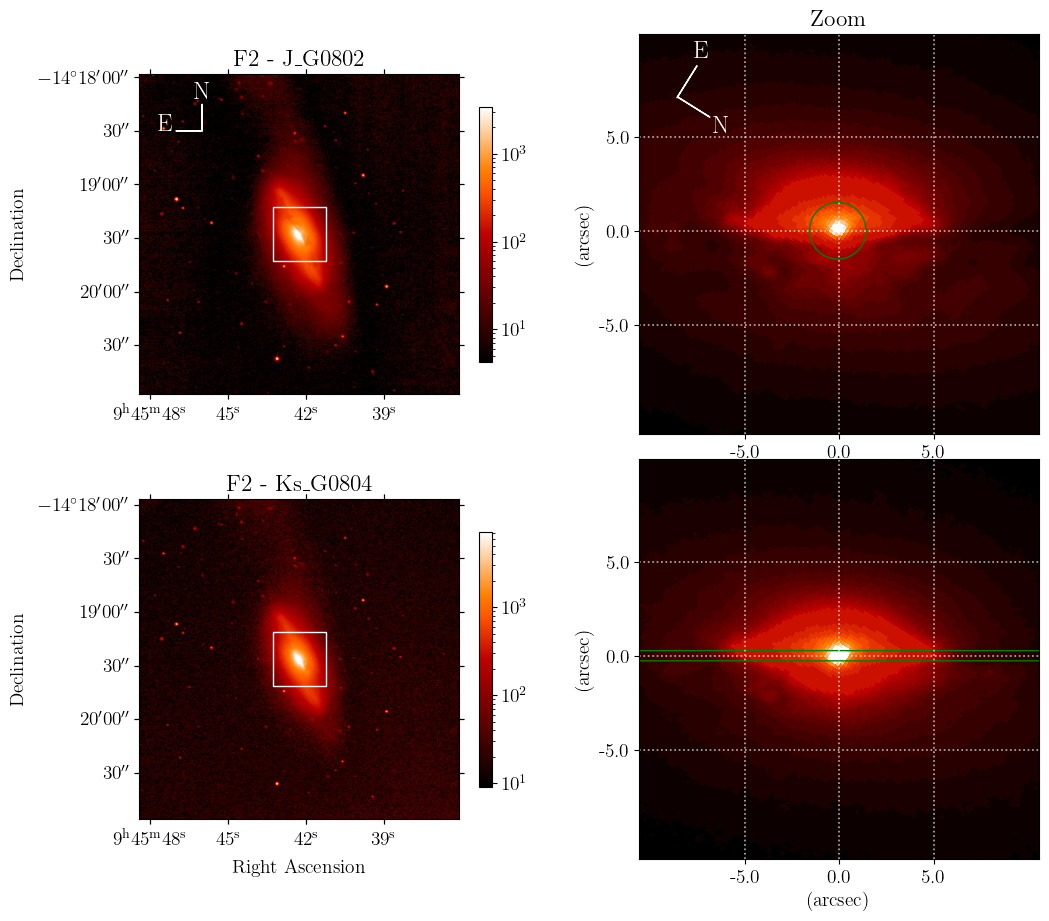 F2 - J_G0802
Zoom
−14°18′00″
N
E
30″
19′00″
30″
20′00″
30″
Declination
9ʰ45ᵐ48ˢ
45ˢ
42ˢ
39ˢ
10³
10²
10¹
E
N
5.0
0.0
-5.0
(arcsec)
-5.0
0.0
5.0
F2 - Ks_G0804
−14°18′00″
30″
19′00″
30″
20′00″
30″
Declination
9ʰ45ᵐ48ˢ
45ˢ
42ˢ
39ˢ
Right Ascension
10³
10²
10¹
5.0
0.0
-5.0
(arcsec)
-5.0
0.0
5.0
(arcsec)